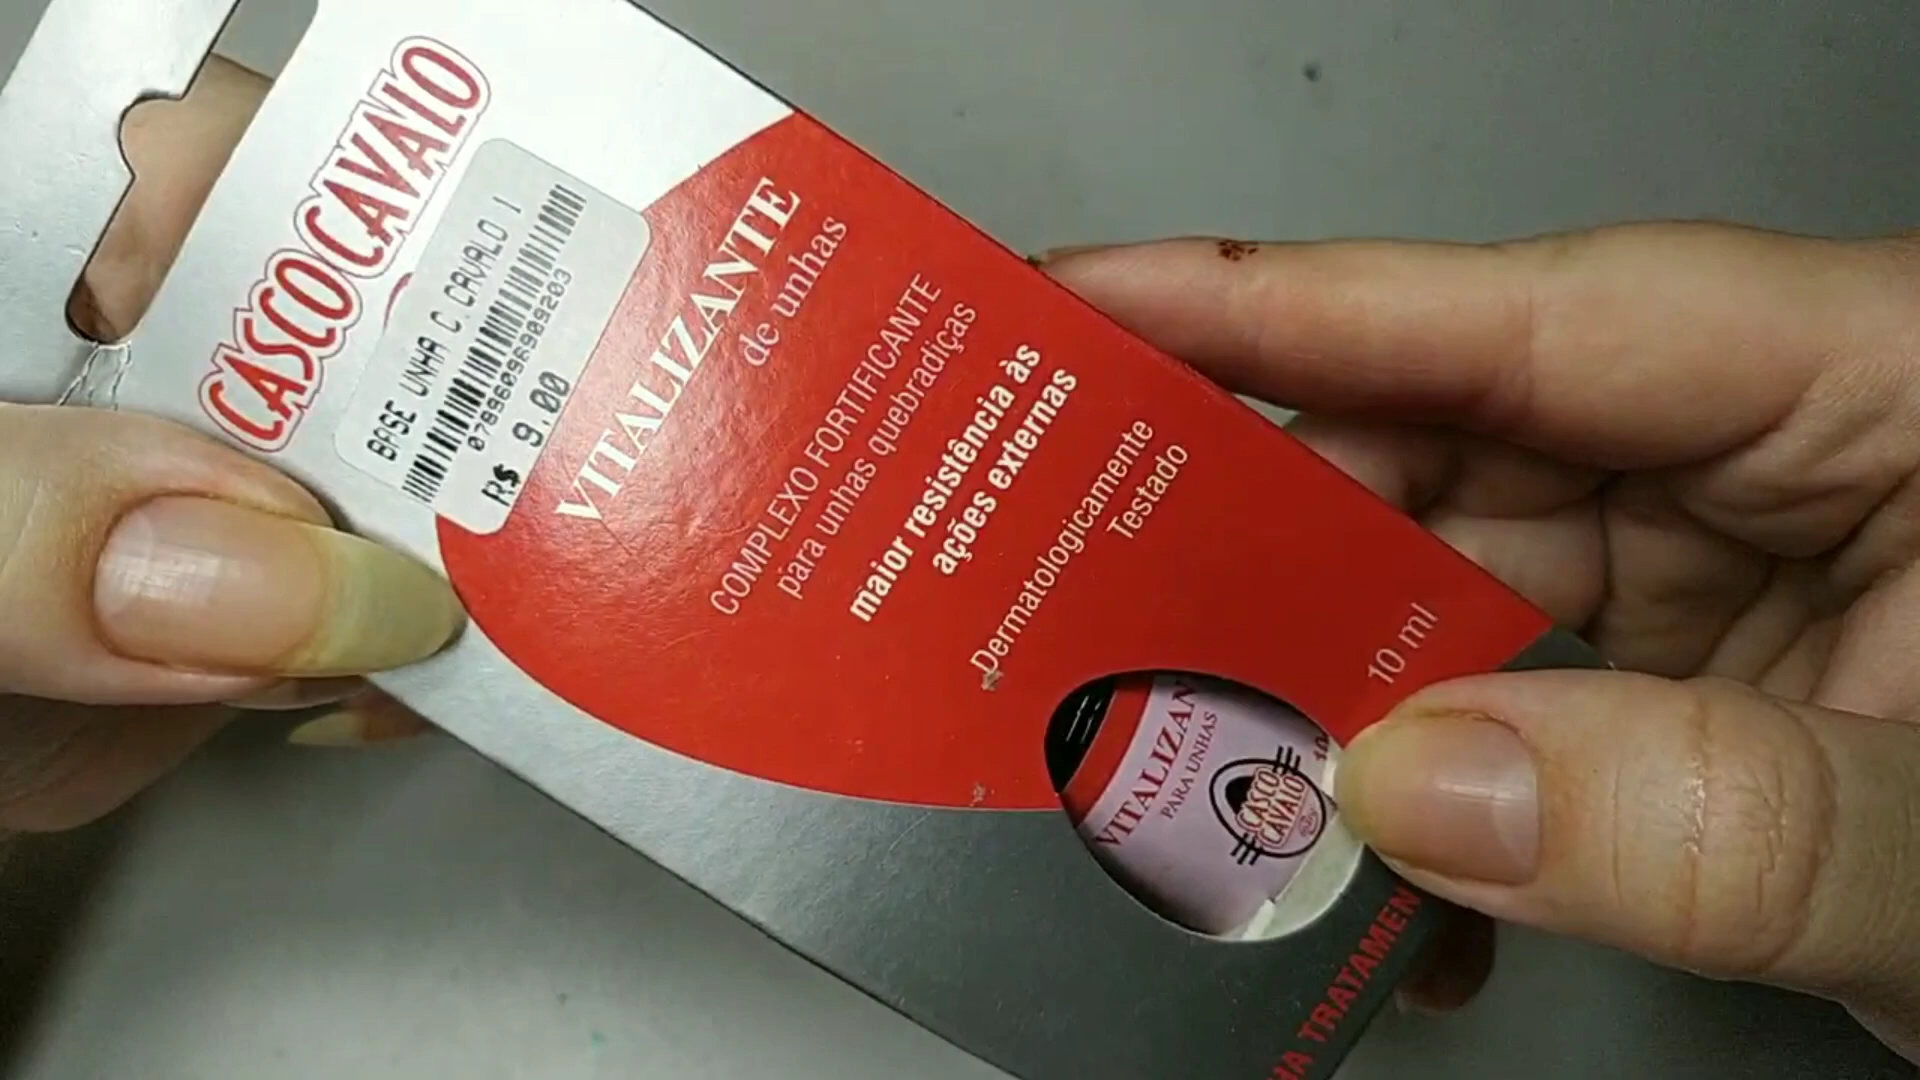 CASCO CAVALO
BASE UNHA C.CAVALO 1
R$ 9,00
VITALIZANTE
de unhas
COMPLEXO FORTIFICANTE
para unhas quebradiças
maior resistência às
ações externas
Dermatologicamente
Testado
10 ml
VITALIZAN
PARA UNHAS
CASCO
CAVALO
TRATAMEN